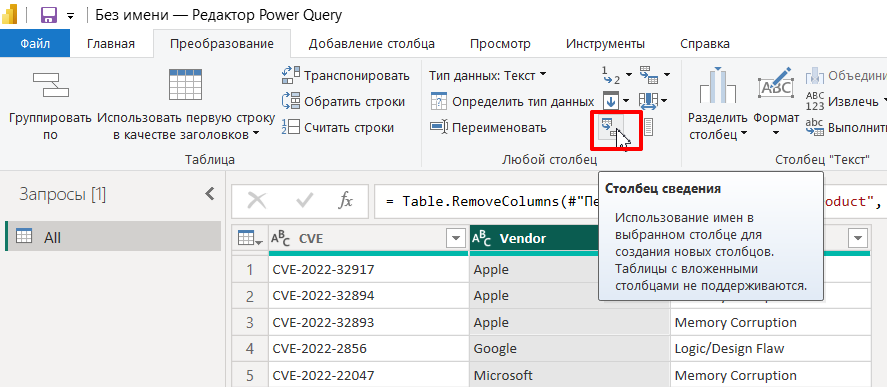 Без имени — Редактор Power Query
Файл Главная Преобразование Добавление столбца Просмотр Инструменты Справка
Группировать по
Использовать первую строку в качестве заголовков
Транспонировать
Обратить строки
Считать строки
Таблица
Тип данных: Текст
Определить тип данных
Переименовать
Любой столбец
Разделить столбец
Формат
Объедини
Извлечь
Выполнит
Столбец "Текст"
Запросы [1]
All
= Table.RemoveColumns(#"Пе
oduct",
CVE Vendor
1 CVE-2022-32917 Apple
2 CVE-2022-32894 Apple
3 CVE-2022-32893 Apple Memory Corruption
4 CVE-2022-2856 Google Logic/Design Flaw
5 CVE-2022-22047 Microsoft Memory Corruption
Столбец сведения
Использование имен в
выбранном столбце для
создания новых столбцов.
Таблицы с вложенными
столбцами не поддерживаются.